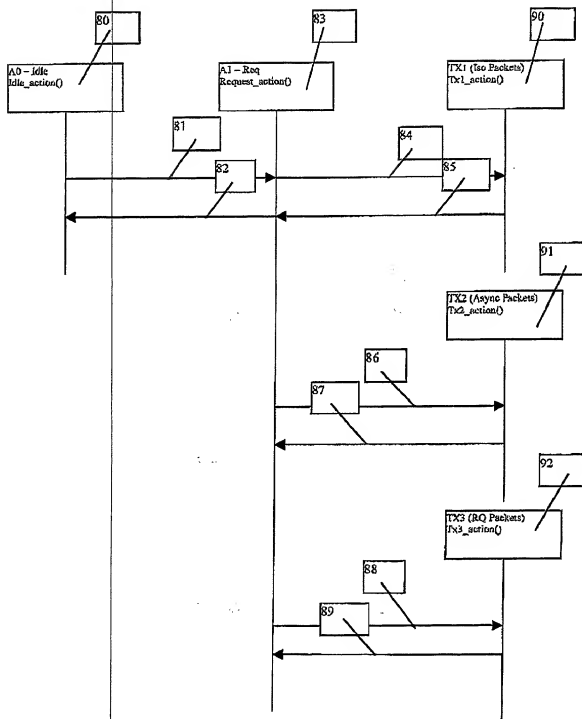 80
83
90
A0 – Idle
Idle_action()
A1 – Req
Request_action()
TX1 (Iso Packets)
Tx1_action()
81
84
82
85
91
TX2 (Async Packets)
Tx2_action()
86
87
92
TX3 (RQ Packets)
Tx3_action()
88
89